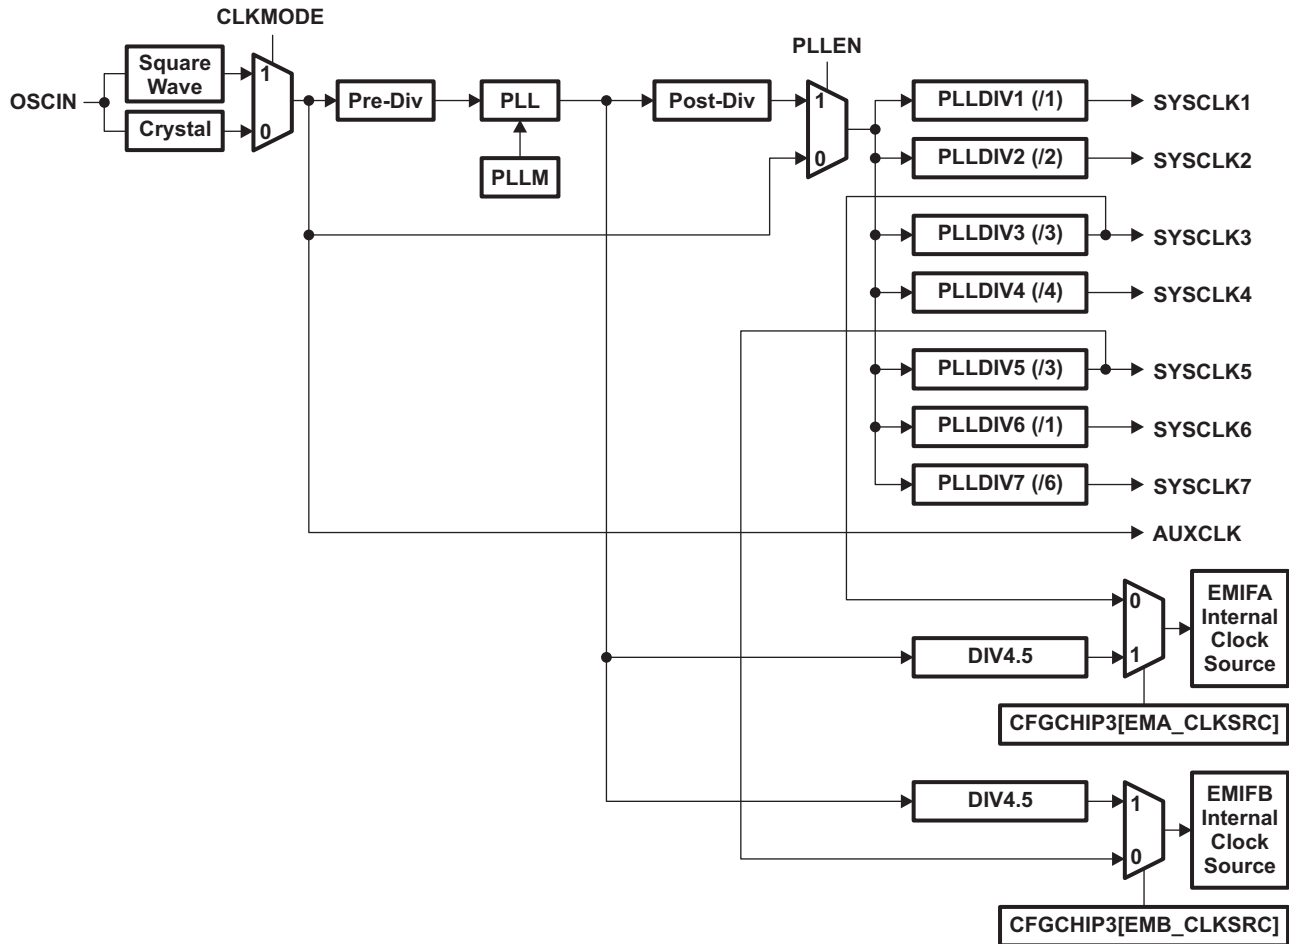 CLKMODE
PLLEN
OSCIN
Square
Wave
Crystal
1
0
Pre-Div
PLL
PLLM
Post-Div
1
0
PLLDIV1 (/1)
SYSCLK1
PLLDIV2 (/2)
SYSCLK2
PLLDIV3 (/3)
SYSCLK3
PLLDIV4 (/4)
SYSCLK4
PLLDIV5 (/3)
SYSCLK5
PLLDIV6 (/1)
SYSCLK6
PLLDIV7 (/6)
SYSCLK7
AUXCLK
0
1
EMIFA
Internal
Clock
Source
DIV4.5
CFGCHIP3[EMA_CLKSRC]
DIV4.5
1
0
EMIFB
Internal
Clock
Source
CFGCHIP3[EMB_CLKSRC]